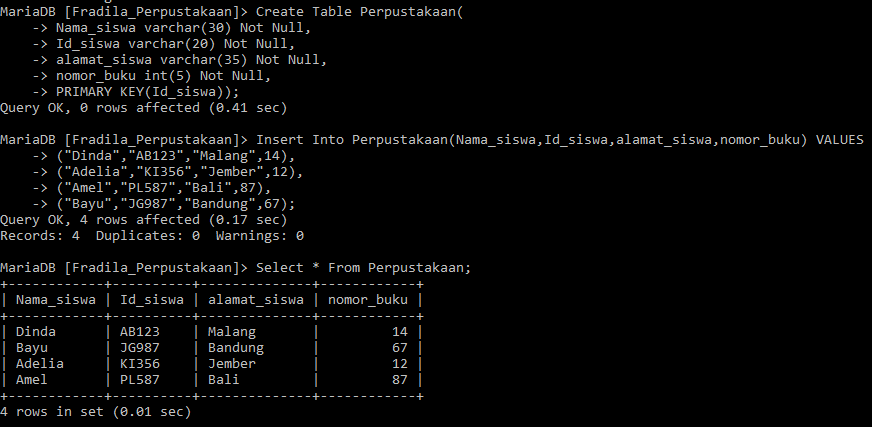 MariaDB [Fradila_Perpustakaan]> Create Table Perpustakaan(
    -> Nama_siswa varchar(30) Not Null,
    -> Id_siswa varchar(20) Not Null,
    -> alamat_siswa varchar(35) Not Null,
    -> nomor_buku int(5) Not Null,
    -> PRIMARY KEY(Id_siswa));
Query OK, 0 rows affected (0.41 sec)

MariaDB [Fradila_Perpustakaan]> Insert Into Perpustakaan(Nama_siswa,Id_siswa,alamat_siswa,nomor_buku) VALUES
    -> ("Dinda","AB123","Malang",14),
    -> ("Adelia","KI356","Jember",12),
    -> ("Amel","PL587","Bali",87),
    -> ("Bayu","JG987","Bandung",67);
Query OK, 4 rows affected (0.17 sec)
Records: 4  Duplicates: 0  Warnings: 0

MariaDB [Fradila_Perpustakaan]> Select * From Perpustakaan;
+------------+----------+--------------+------------+
| Nama_siswa | Id_siswa | alamat_siswa | nomor_buku |
+------------+----------+--------------+------------+
| Dinda      | AB123    | Malang       |         14 |
| Bayu       | JG987    | Bandung      |         67 |
| Adelia     | KI356    | Jember       |         12 |
| Amel       | PL587    | Bali         |         87 |
+------------+----------+--------------+------------+
4 rows in set (0.01 sec)